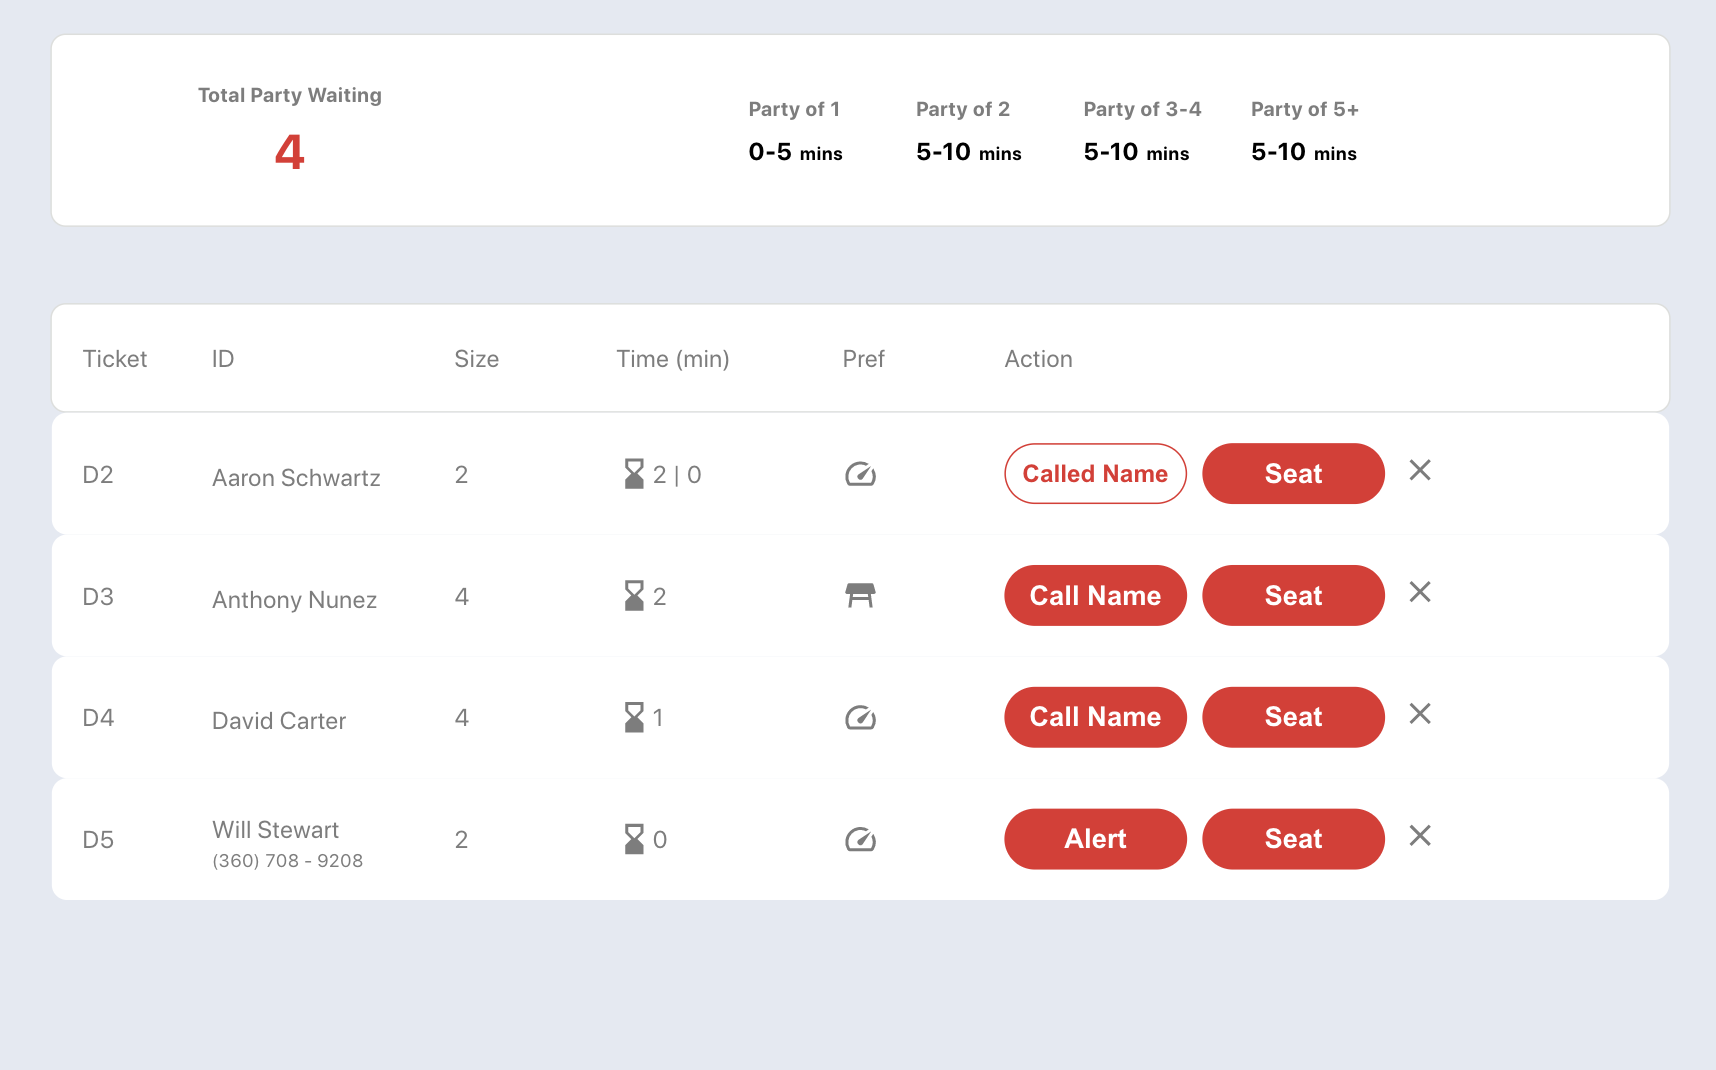 Total Party Waiting
4
Party of 1 Party of 2 Party of 3-4 Party of 5+
0-5 mins 5-10 mins 5-10 mins 5-10 mins
Ticket ID Size Time (min) Pref Action
D2 Aaron Schwartz 2 2 | 0 Called Name Seat
D3 Anthony Nunez 4 2 Call Name Seat
D4 David Carter 4 1 Call Name Seat
D5 Will Stewart 2 0 Alert Seat
(360) 708 - 9208